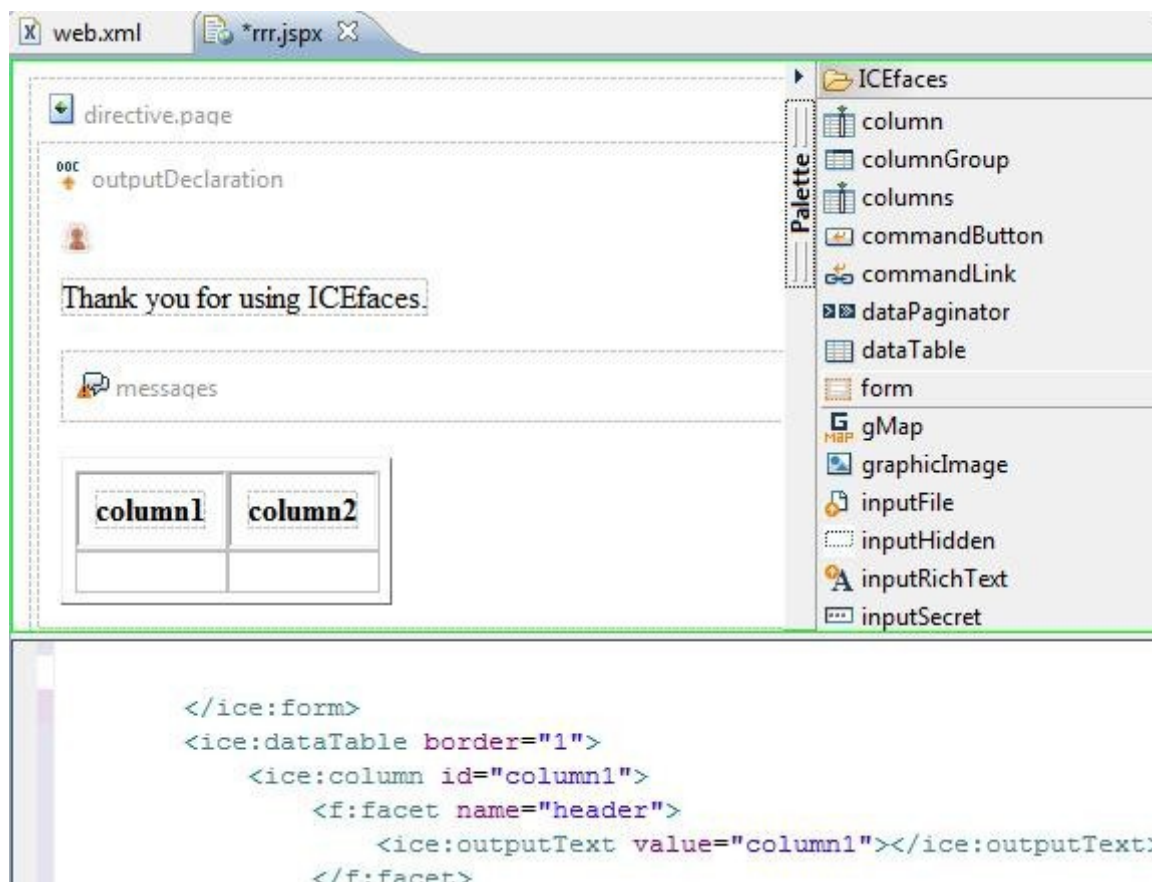 web.xml
*rrr.jspx
directive.page
DOC
outputDeclaration
Thank you for using ICEfaces.
messages
column1 column2
Palette
ICEfaces
column
columnGroup
columns
commandButton
commandLink
dataPaginator
dataTable
form
G
Map
gMap
graphicImage
inputFile
inputHidden
A
inputRichText
inputSecret
</ice:form>
<ice:dataTable border="1">
<ice:column id="column1">
<f:facet name="header">
<ice:outputText value="column1"></ice:outputText>
</f:facet>